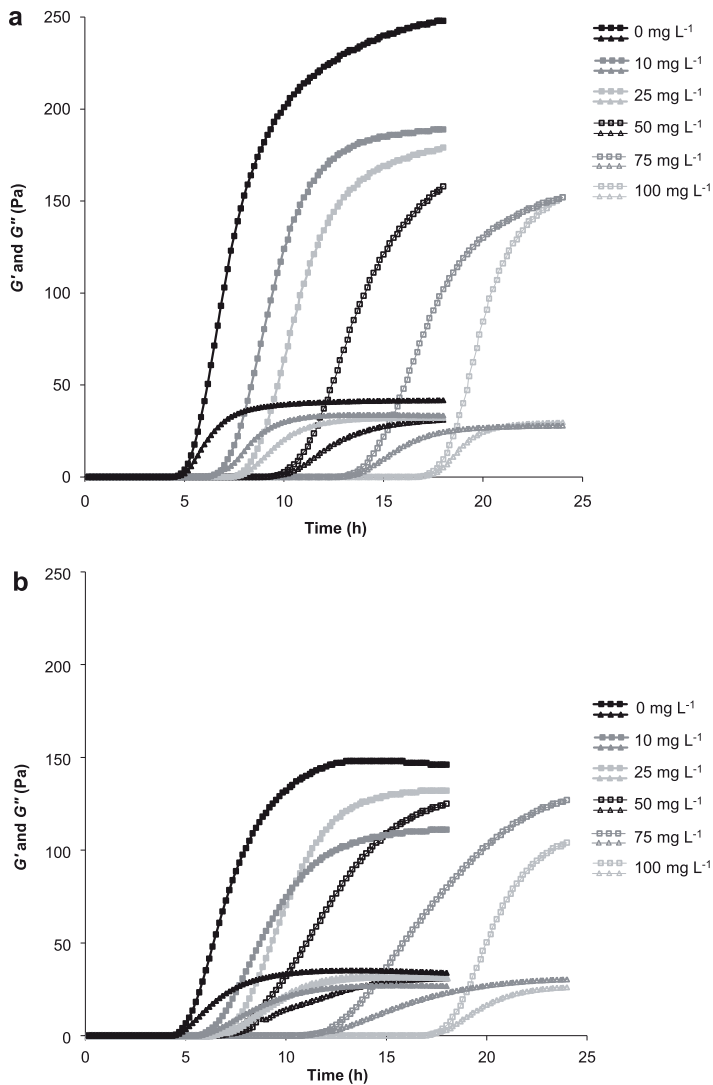 a
250
200
150
100
50
0
G' and G" (Pa)
0 5 10 15 20 25
Time (h)
0 mg L-1
10 mg L-1
25 mg L-1
50 mg L-1
75 mg L-1
100 mg L-1
b
250
200
150
100
50
0
G' and G" (Pa)
0 5 10 15 20 25
Time (h)
0 mg L-1
10 mg L-1
25 mg L-1
50 mg L-1
75 mg L-1
100 mg L-1